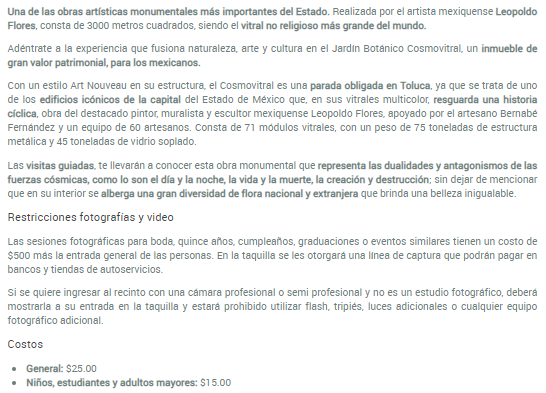 Una de las obras artísticas monumentales más importantes del Estado. Realizada por el artista mexiquense Leopoldo
Flores, consta de 3000 metros cuadrados, siendo el vitral no religioso más grande del mundo.
Adéntrate a la experiencia que fusiona naturaleza, arte y cultura en el Jardín Botánico Cosmovitral, un inmueble de
gran valor patrimonial, para los mexicanos.
Con un estilo Art Nouveau en su estructura, el Cosmovitral es una parada obligada en Toluca, ya que se trata de uno
de los edificios icónicos de la capital del Estado de México que, en sus vitrales multicolor, resguarda una historia
cíclica, obra del destacado pintor, muralista y escultor mexiquense Leopoldo Flores, apoyado por el artesano Bernabé
Fernández y un equipo de 60 artesanos. Consta de 71 módulos vitrales, con un peso de 75 toneladas de estructura
metálica y 45 toneladas de vidrio soplado.
Las visitas guiadas, te llevarán a conocer esta obra monumental que representa las dualidades y antagonismos de las
fuerzas cósmicas, como lo son el día y la noche, la vida y la muerte, la creación y destrucción; sin dejar de mencionar
que en su interior se alberga una gran diversidad de flora nacional y extranjera que brinda una belleza inigualable.
Restricciones fotografías y video
Las sesiones fotográficas para boda, quince años, cumpleaños, graduaciones o eventos similares tienen un costo de
$500 más la entrada general de las personas. En la taquilla se les otorgará una línea de captura que podrán pagar en
bancos y tiendas de autoservicios.
Si se quiere ingresar al recinto con una cámara profesional o semi profesional y no es un estudio fotográfico, deberá
mostrarla a su entrada en la taquilla y estará prohibido utilizar flash, tripiés, luces adicionales o cualquier equipo
fotográfico adicional.
Costos
• General: $25.00
• Niños, estudiantes y adultos mayores: $15.00